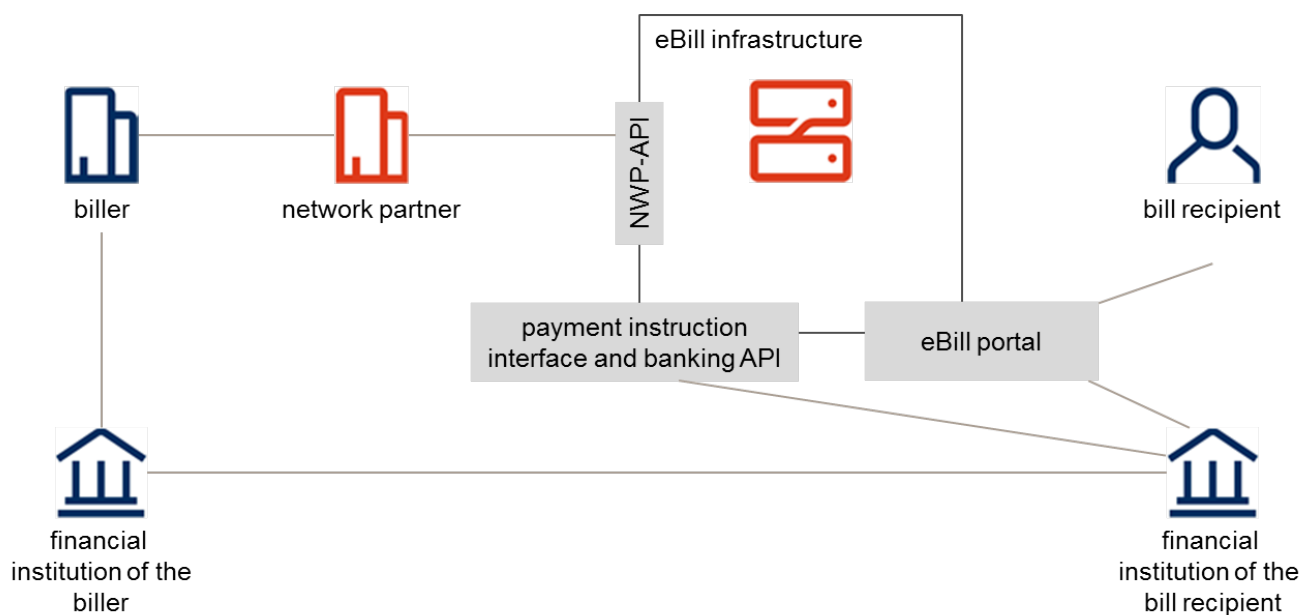 eBill infrastructure
NWP-API
biller
network partner
bill recipient
payment instruction
interface and banking API
eBill portal
financial
institution of the
biller
financial
institution of the
bill recipient